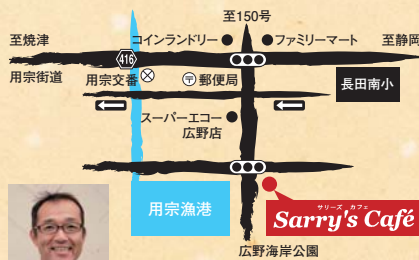 至150号
至焼津
コインランドリー
ファミリーマート
至静岡
416
用宗街道
用宗交番
〒郵便局
長田南小
スーパーエコー
広野店
用宗漁港
サリーズ カフェ
Sarry's Café
広野海岸公園